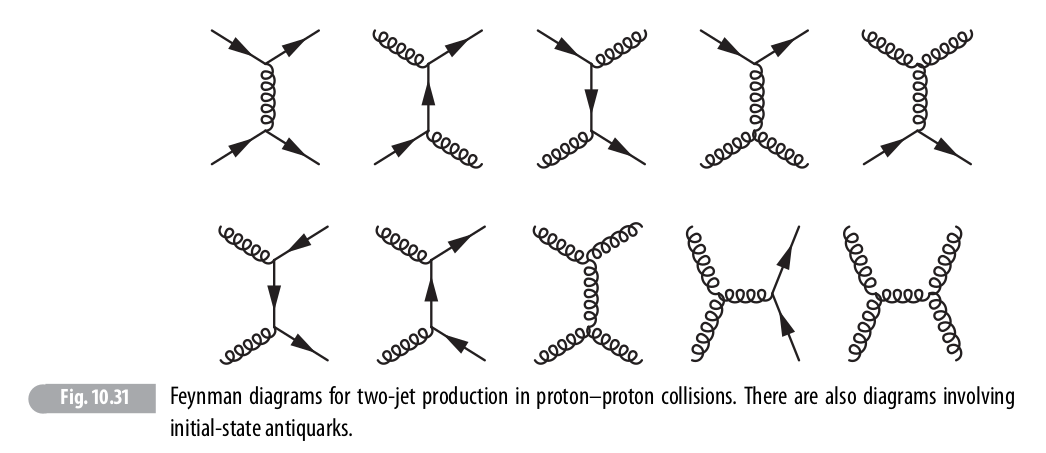 Fig. 10.31 Feynman diagrams for two-jet production in proton–proton collisions. There are also diagrams involving
initial-state antiquarks.